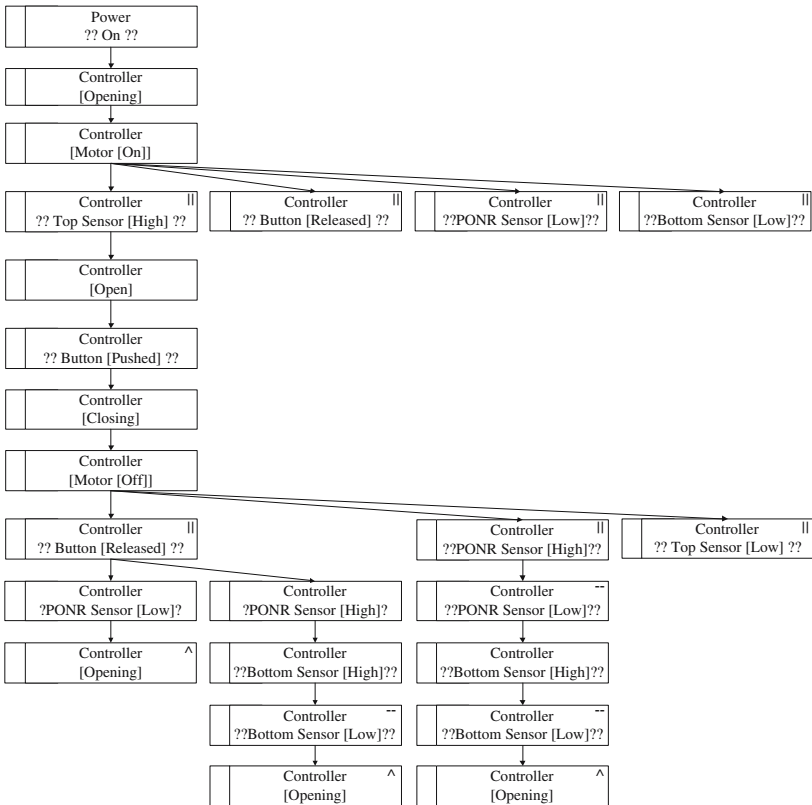 Power
?? On ??
Controller
[Opening]
Controller
[Motor [On]]
Controller ||
?? Top Sensor [High] ??
Controller ||
?? Button [Released] ??
Controller ||
??PONR Sensor [Low]??
Controller ||
??Bottom Sensor [Low]??
Controller
[Open]
Controller
?? Button [Pushed] ??
Controller
[Closing]
Controller
[Motor [Off]]
Controller ||
?? Button [Released] ??
Controller ||
??PONR Sensor [High]??
Controller ||
?? Top Sensor [Low] ??
Controller
?PONR Sensor [Low]?
Controller
?PONR Sensor [High]?
Controller --
??PONR Sensor [Low]??
Controller ^
[Opening]
Controller
??Bottom Sensor [High]??
Controller
??Bottom Sensor [High]??
Controller --
??Bottom Sensor [Low]??
Controller --
??Bottom Sensor [Low]??
Controller ^
[Opening]
Controller ^
[Opening]